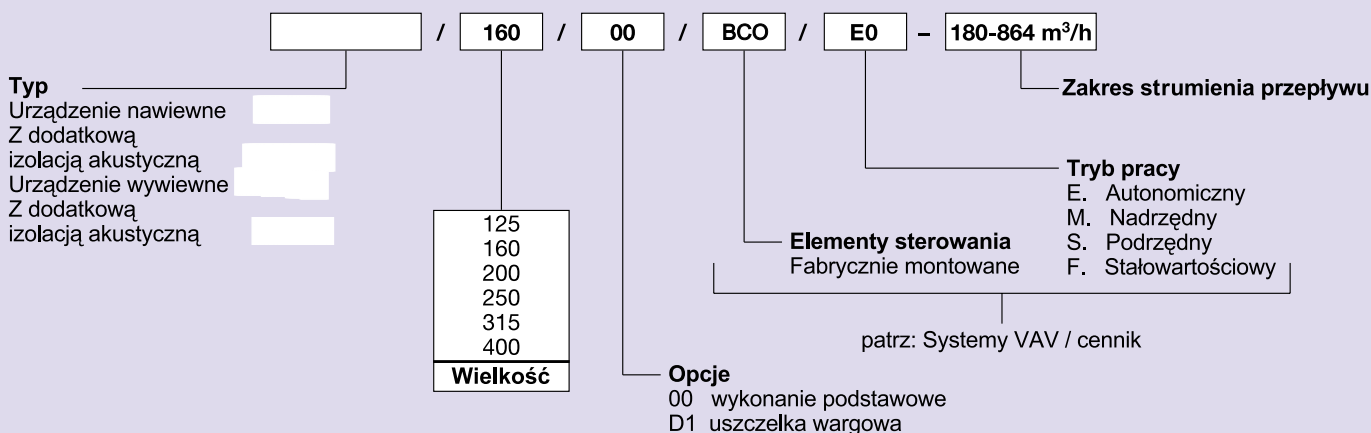 / 160 / 00 / BCO / E0 – 180-864 m³/h
Typ
Urządzenie nawiewne
Z dodatkową
izolacją akustyczną
Urządzenie wywiewne
Z dodatkową
izolacją akustyczną
125
160
200
250
315
400
Wielkość
Opcje
00 wykonanie podstawowe
D1 uszczelka wargowa
Elementy sterowania
Fabrycznie montowane
Zakres strumienia przepływu
Tryb pracy
E. Autonomiczny
M. Nadrzędny
S. Podrzędny
F. Stałowartościowy
patrz: Systemy VAV / cennik